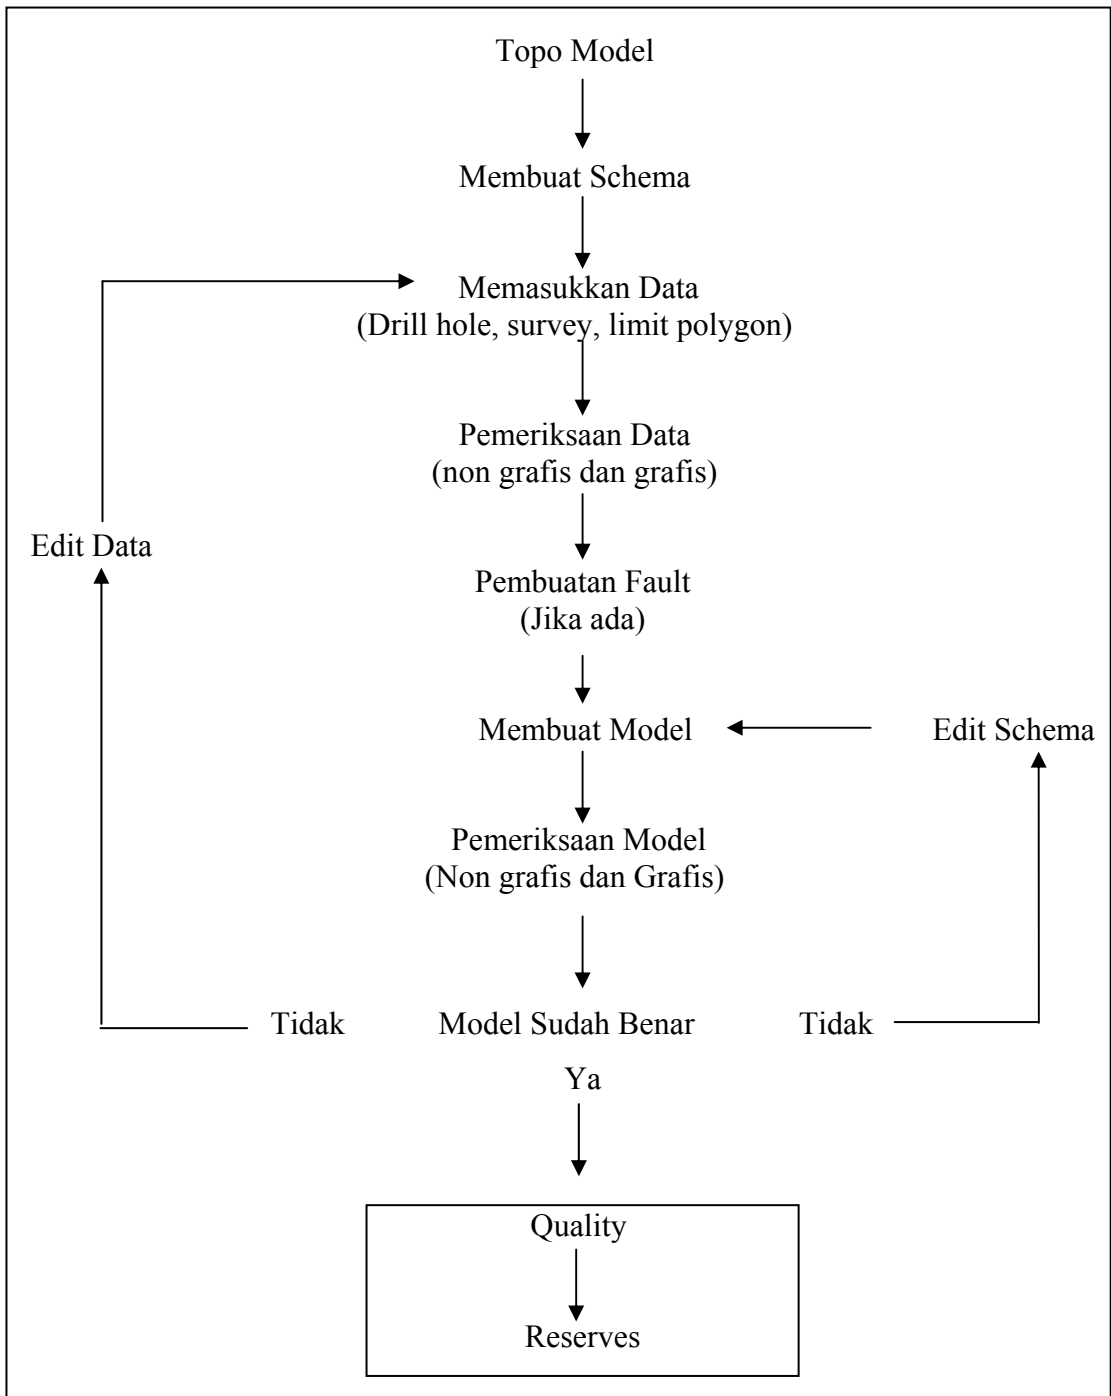 Topo Model
Membuat Schema
Memasukkan Data
(Drill hole, survey, limit polygon)
Pemeriksaan Data
(non grafis dan grafis)
Edit Data
Pembuatan Fault
(Jika ada)
Membuat Model
Edit Schema
Pemeriksaan Model
(Non grafis dan Grafis)
Tidak
Model Sudah Benar
Tidak
Ya
Quality
Reserves